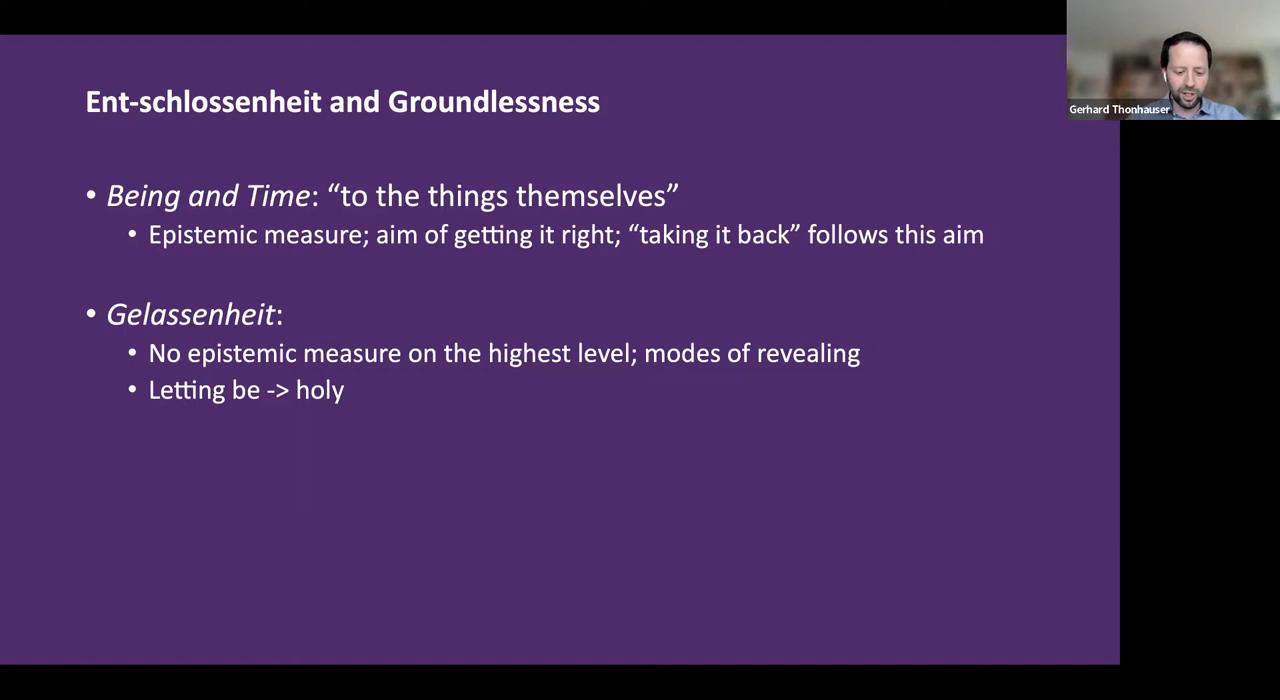 Ent-schlossenheit and Groundlessness
Gerhard Thonhauser
• Being and Time: “to the things themselves”
• Epistemic measure; aim of getting it right; “taking it back” follows this aim
• Gelassenheit:
• No epistemic measure on the highest level; modes of revealing
• Letting be -> holy